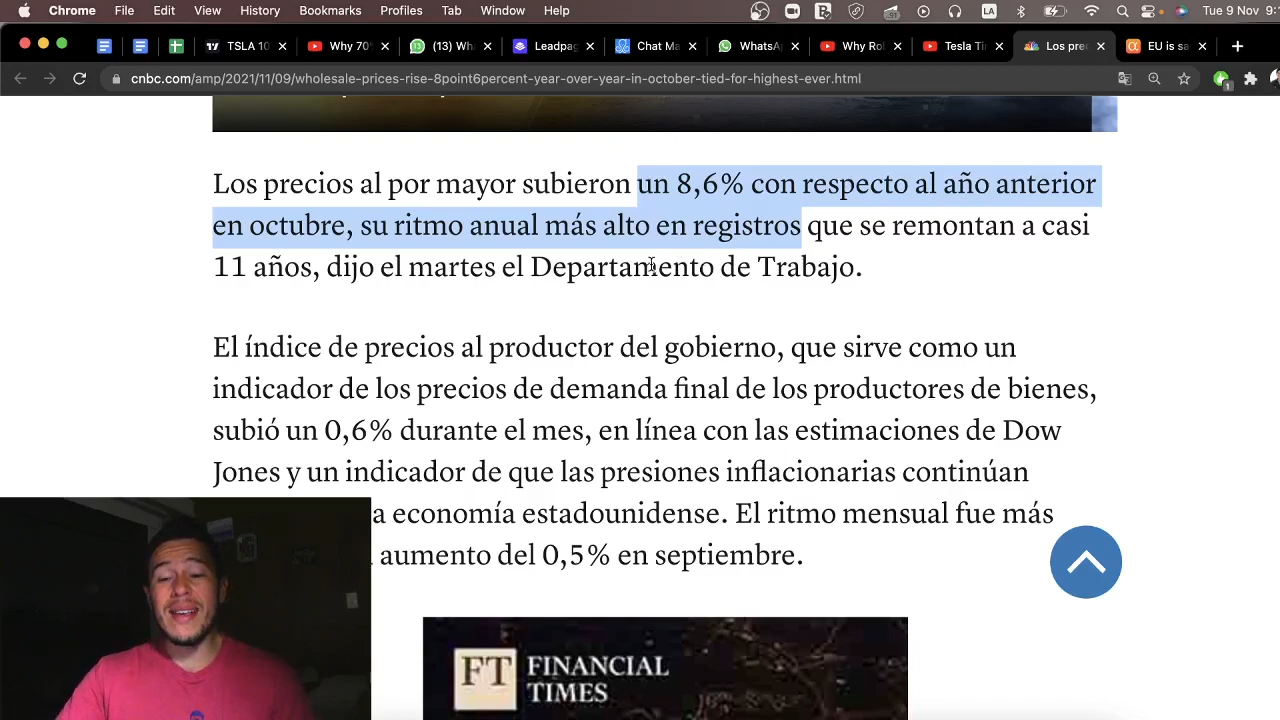 Chrome File Edit View History Bookmarks Profiles Tab Window Help LA Tue 9 Nov
TSLA 10 Why 70° (13) Wh Leadpag Chat Ma WhatsA Why Rol Tesla Ti Los pre EU is sa
cnbc.com/amp/2021/11/09/wholesale-prices-rise-8point6percent-year-over-year-in-october-tied-for-highest-ever.html
Los precios al por mayor subieron un 8,6% con respecto al año anterior
en octubre, su ritmo anual más alto en registros que se remontan a casi
11 años, dijo el martes el Departamento de Trabajo.
El índice de precios al productor del gobierno, que sirve como un
indicador de los precios de demanda final de los productores de bienes,
subió un 0,6% durante el mes, en línea con las estimaciones de Dow
Jones y un indicador de que las presiones inflacionarias continúan
a economía estadounidense. El ritmo mensual fue más
aumento del 0,5% en septiembre.
FT FINANCIAL
TIMES